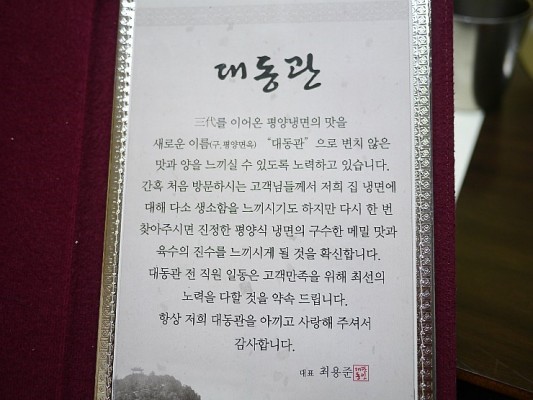 대동관
三代를 이어온 평양냉면의 맛을
새로운 이름(구,평양면옥) “대동관”으로 변치 않은
맛과 양을 느끼실 수 있도록 노력하고 있습니다.
간혹 처음 방문하시는 고객님들께서 저희 집 냉면에
대해 다소 생소함을 느끼시기도 하지만 다시 한 번
찾아주시면 진정한 평양식 냉면의 구수한 메밀 맛과
육수의 진수를 느끼시게 될 것을 확신합니다.
대동관 전 직원 일동은 고객만족을 위해 최선의
노력을 다할 것을 약속 드립니다.
항상 저희 대동관을 아끼고 사랑해 주셔서
감사합니다.
대표 최용준